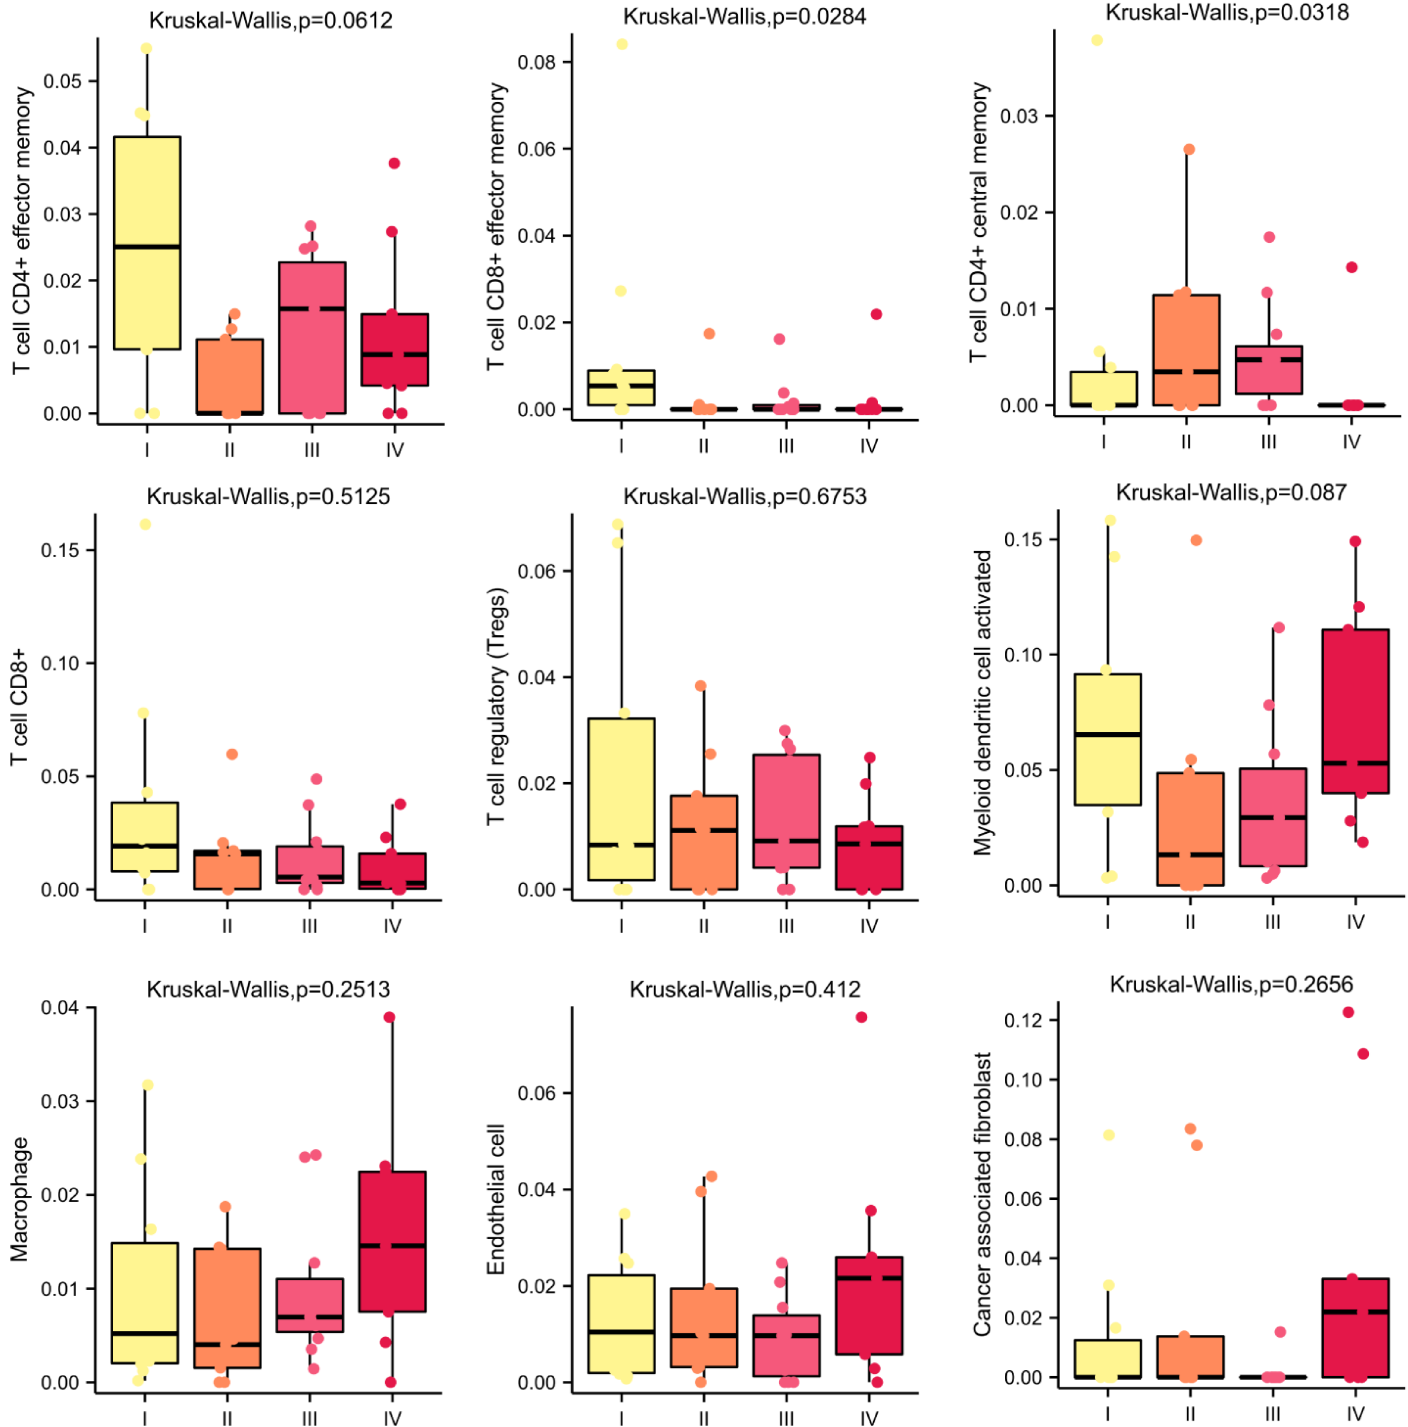 Kruskal-Wallis,p=0.0612
T cell CD4+ effector memory
0.05
0.04
0.03
0.02
0.01
0.00
I II III IV
Kruskal-Wallis,p=0.0284
T cell CD8+ effector memory
0.08
0.06
0.04
0.02
0.00
I II III IV
Kruskal-Wallis,p=0.0318
T cell CD4+ central memory
0.03
0.02
0.01
0.00
I II III IV
Kruskal-Wallis,p=0.5125
T cell CD8+
0.15
0.10
0.05
0.00
I II III IV
Kruskal-Wallis,p=0.6753
T cell regulatory (Tregs)
0.06
0.04
0.02
0.00
I II III IV
Kruskal-Wallis,p=0.087
Myeloid dendritic cell activated
0.15
0.10
0.05
0.00
I II III IV
Kruskal-Wallis,p=0.2513
Macrophage
0.04
0.03
0.02
0.01
0.00
I II III IV
Kruskal-Wallis,p=0.412
Endothelial cell
0.06
0.04
0.02
0.00
I II III IV
Kruskal-Wallis,p=0.2656
Cancer associated fibroblast
0.12
0.10
0.08
0.06
0.04
0.02
0.00
I II III IV